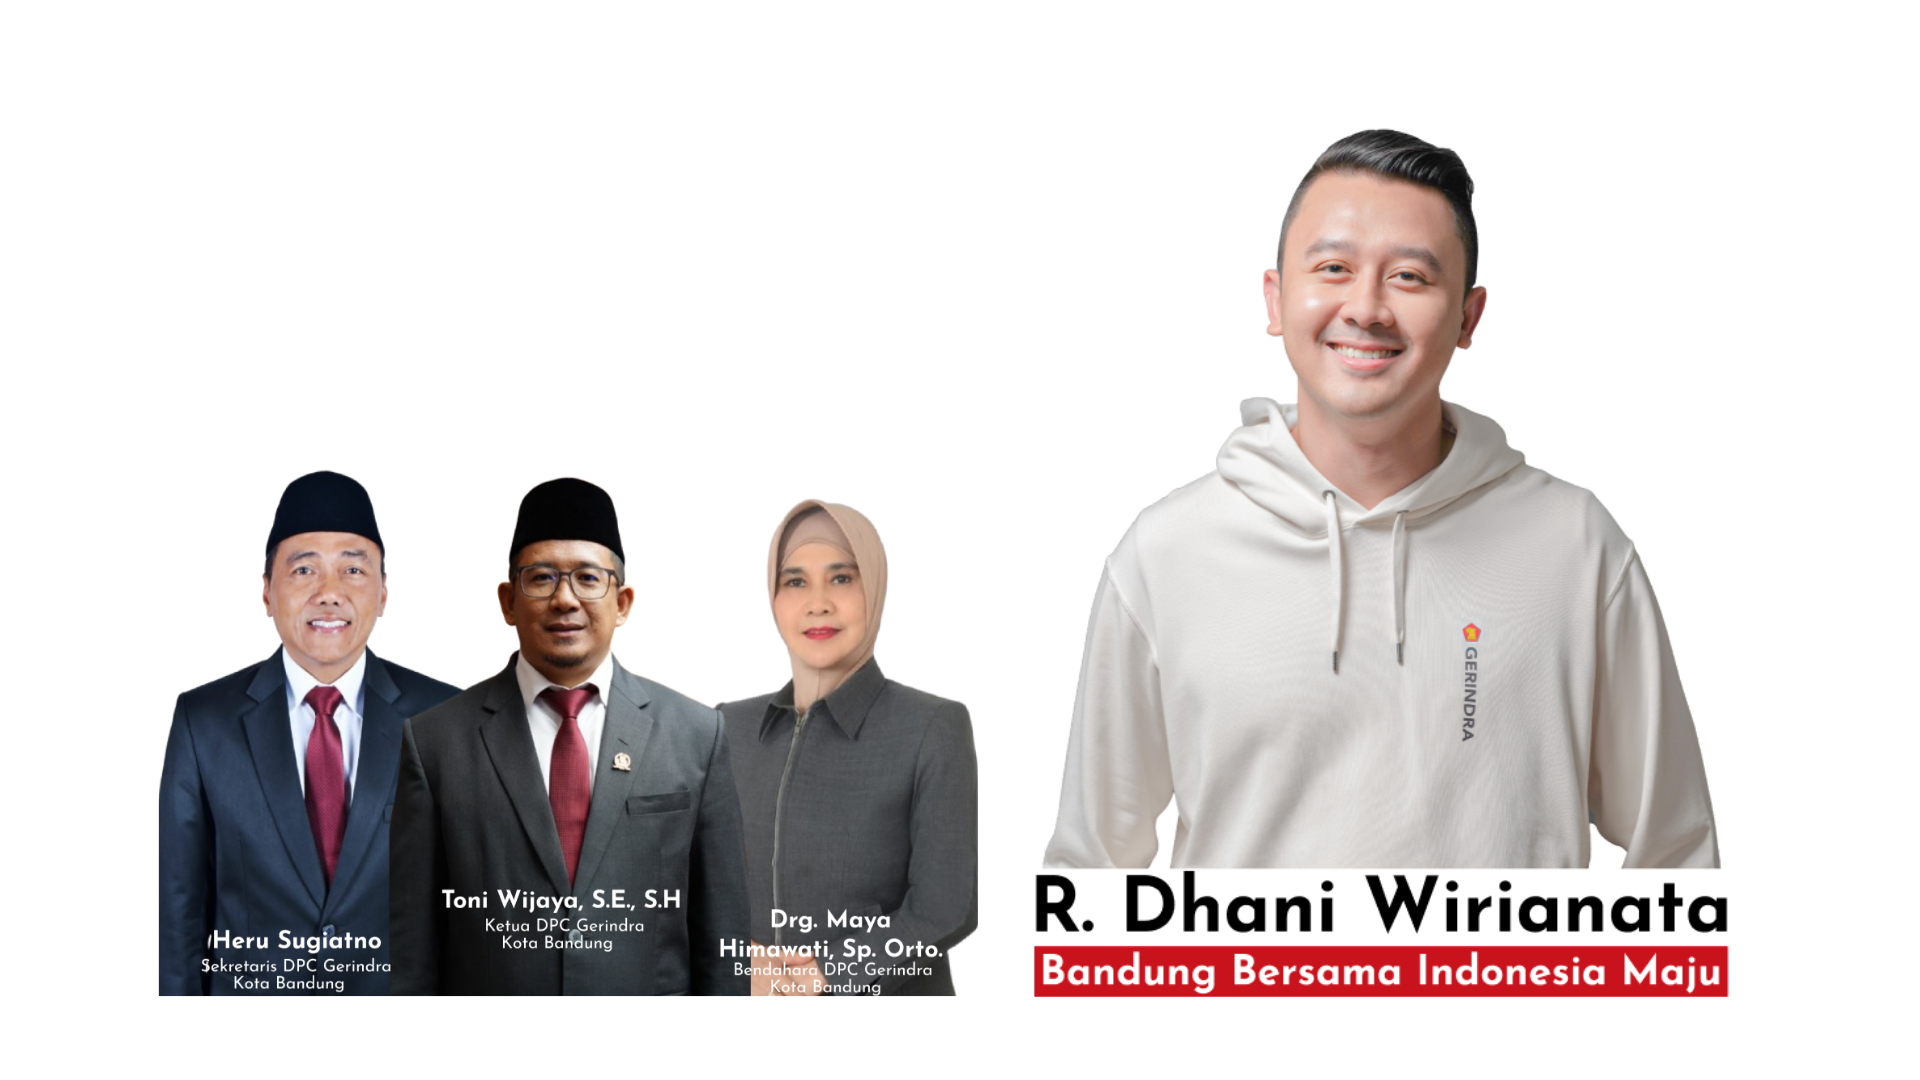 Heru Sugiatno
Sekretaris DPC Gerindra
Kota Bandung
Toni Wijaya, S.E., S.H
Ketua DPC Gerindra
Kota Bandung
Drg. Maya
Himawati, Sp. Orto.
Bendahara DPC Gerindra
Kota Bandung
GERINDRA
R. Dhani Wirianata
Bandung Bersama Indonesia Maju